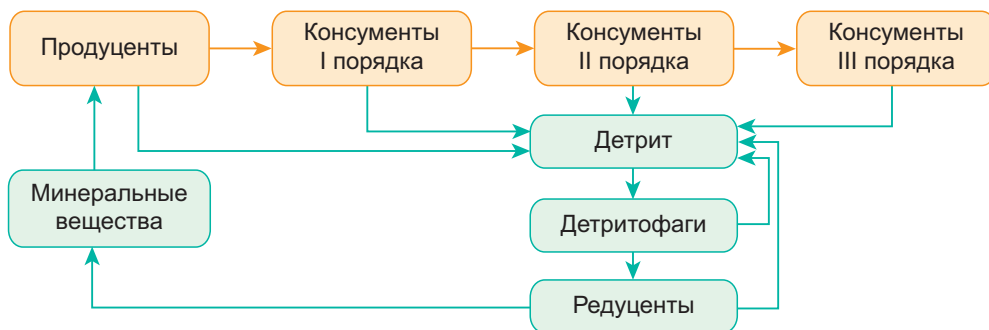 Продуценты
Консументы
I порядка
Консументы
II порядка
Консументы
III порядка
Детрит
Минеральные
вещества
Детритофаги
Редуценты